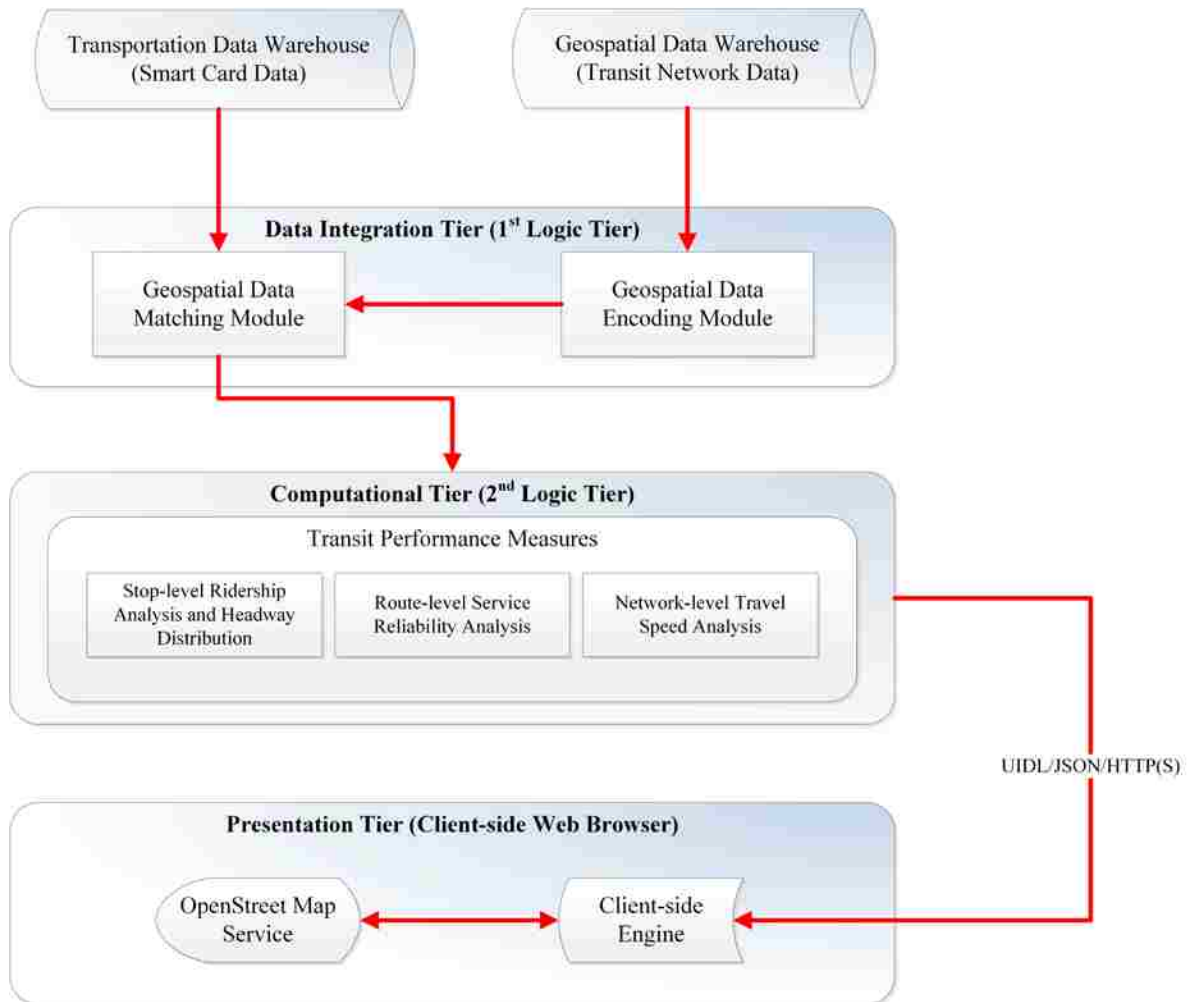 Transportation Data Warehouse
(Smart Card Data)
Geospatial Data Warehouse
(Transit Network Data)
Data Integration Tier (1st Logic Tier)
Geospatial Data
Matching Module
Geospatial Data
Encoding Module
Computational Tier (2nd Logic Tier)
Transit Performance Measures
Stop-level Ridership
Analysis and Headway
Distribution
Route-level Service
Reliability Analysis
Network-level Travel
Speed Analysis
UIDL/JSON/HTTP(S)
Presentation Tier (Client-side Web Browser)
OpenStreet Map
Service
Client-side
Engine